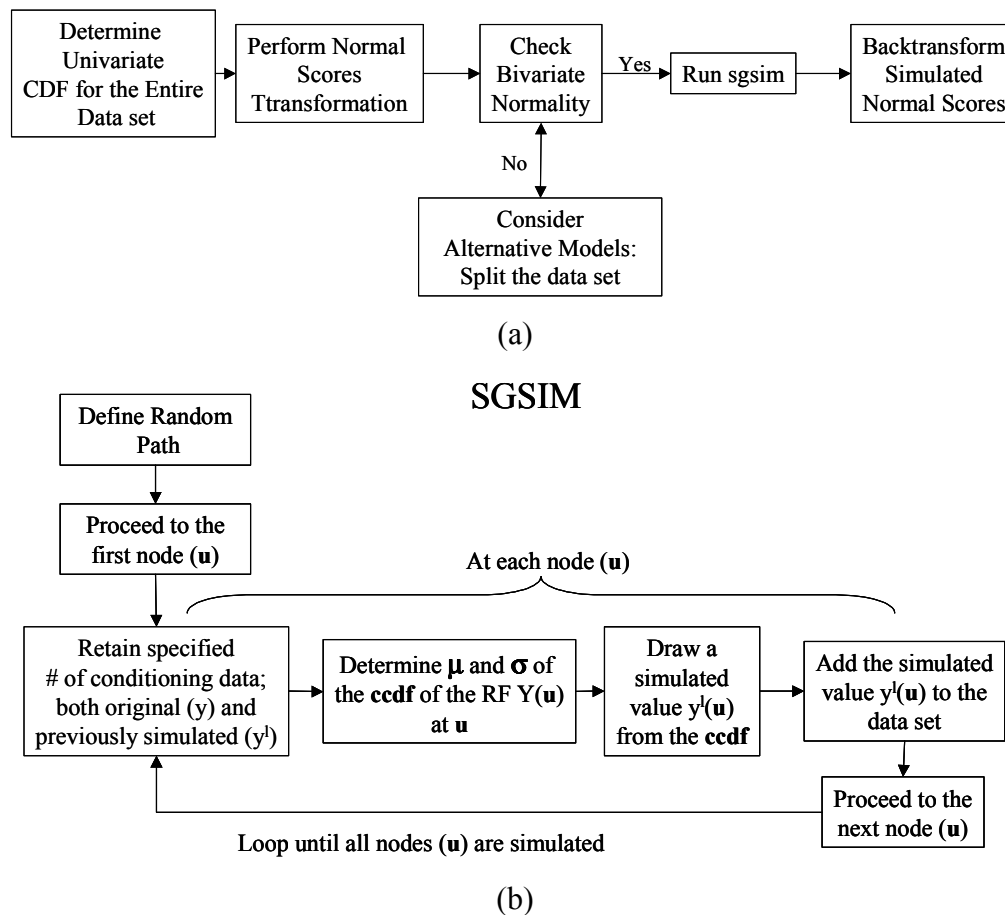 Determine
Univariate
CDF for the Entire
Data set
Perform Normal
Scores
Ttransformation
Check
Bivariate
Normality
Yes
Run sgsim
Backtransform
Simulated
Normal Scores
No
Consider
Alternative Models:
Split the data set
(a)
SGSIM
Define Random
Path
Proceed to the
first node (u)
At each node (u)
Retain specified
# of conditioning data;
both original (y) and
previously simulated (yˡ)
Determine μ and σ of
the ccdf of the RF Y(u)
at u
Draw a
simulated
value yˡ(u)
from the ccdf
Add the simulated
value yˡ(u) to the
data set
Proceed to the
next node (u)
Loop until all nodes (u) are simulated
(b)